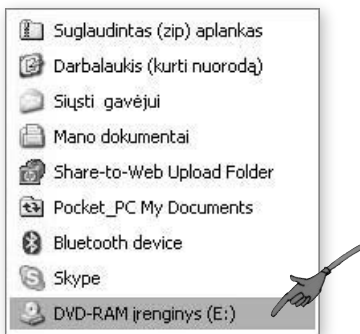 Suglaudintas (zip) aplankas
Darbalaukis (kurti nuorodą)
Siųsti gavėjui
Mano dokumentai
Share-to-Web Upload Folder
Pocket_PC My Documents
Bluetooth device
Skype
DVD-RAM įrenginys (E:)